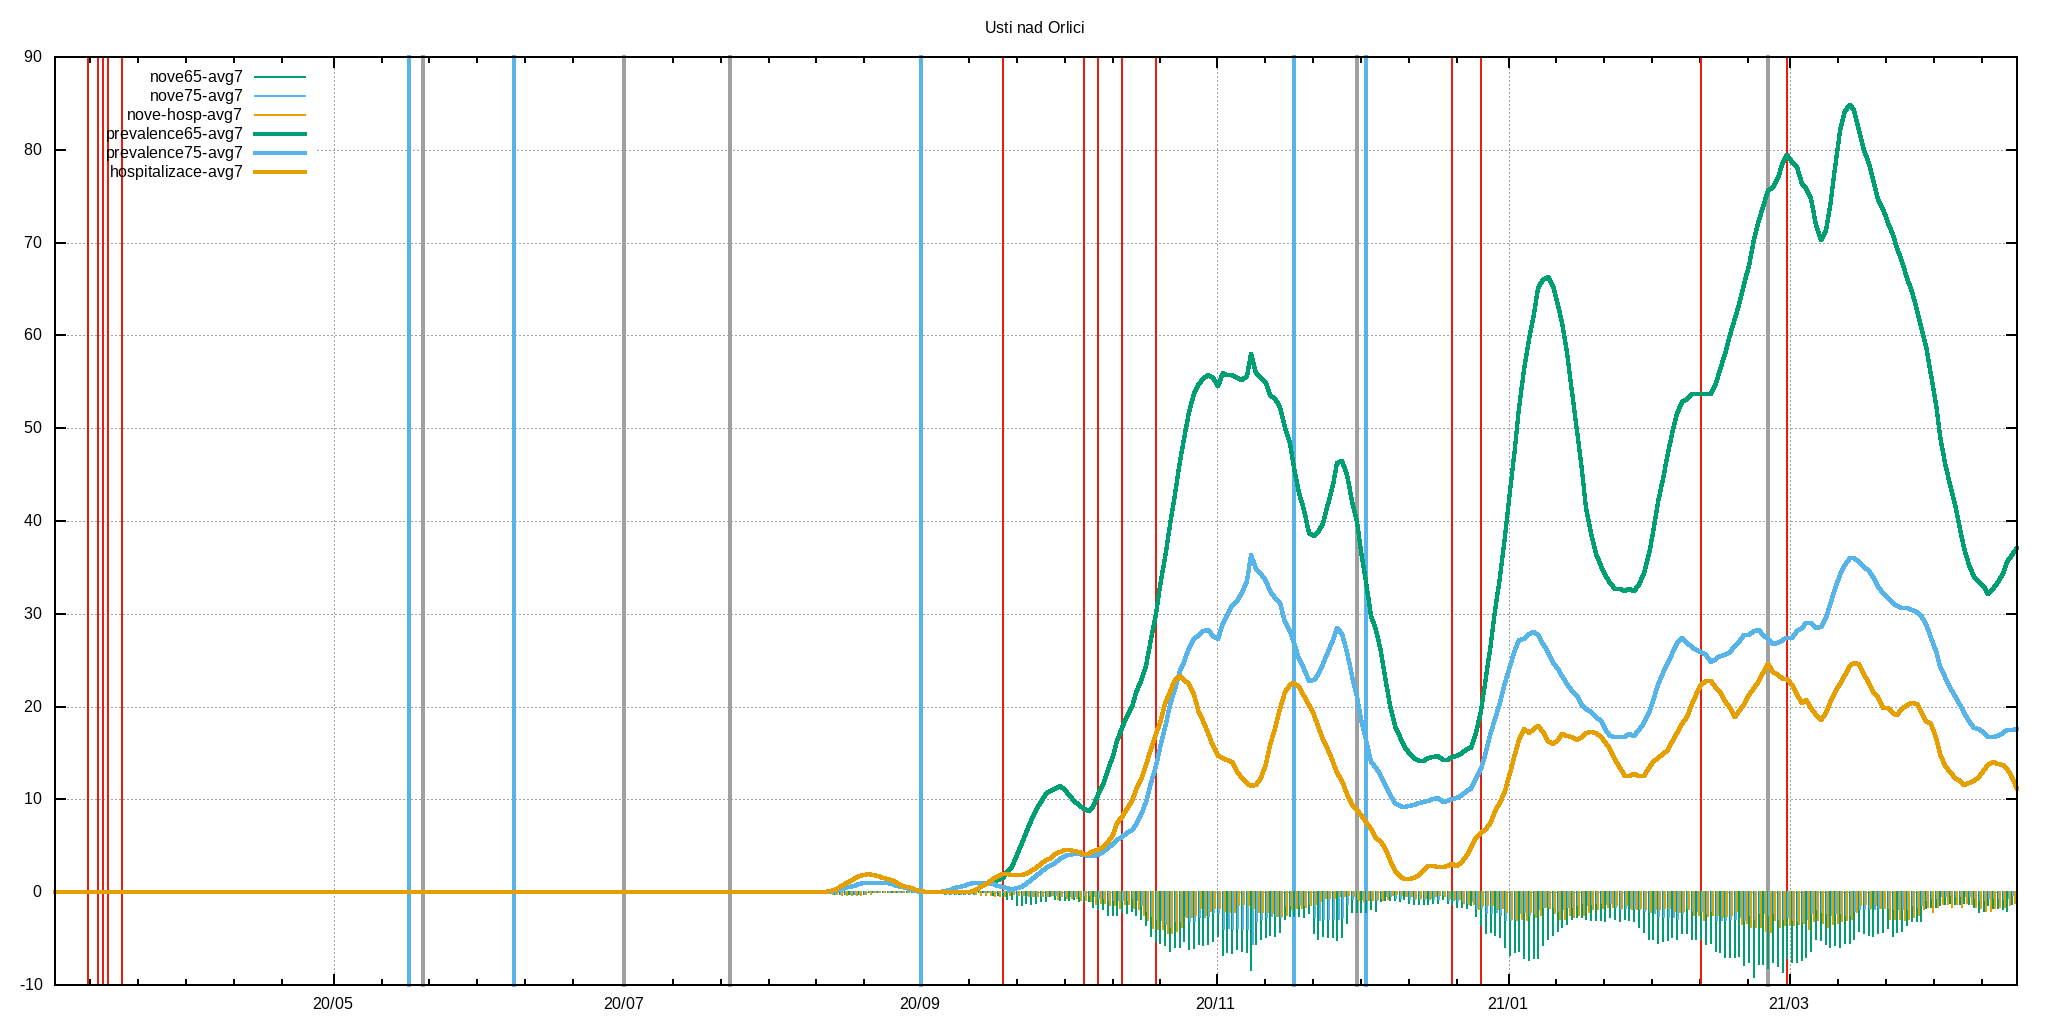 Usti nad Orlici
nove65-avg7
nove75-avg7
nove-hosp-avg7
prevalence65-avg7
prevalence75-avg7
hospitalizace-avg7
90
80
70
60
50
40
30
20
10
0
-10
20/05 20/07 20/09 20/11 21/01 21/03